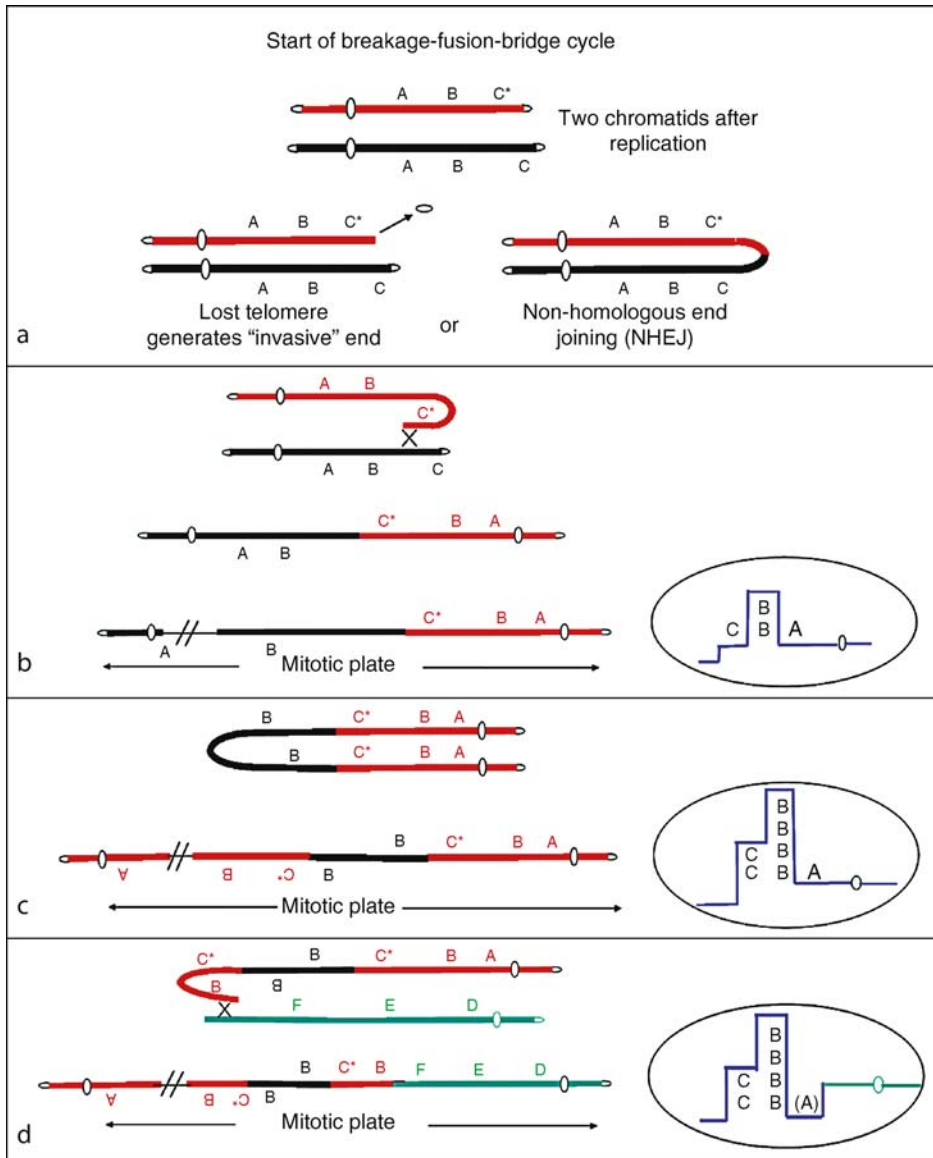 Start of breakage-fusion-bridge cycle
A B C*
Two chromatids after
replication
A B C
A B C*
A B C*
A B C
A B C
Lost telomere
generates "invasive" end
or
Non-homologous end
joining (NHEJ)
a
A B
C*
X
A B C
C* B A
A B
C* B A
A B
Mitotic plate
B
C B A
b
B C* B A
B C* B A
B C* B A
A B C* B
Mitotic plate
B
B
C B
C B A
c
C* B C* B A
B B
F E D
X
B C* B F E D
A B C* B
Mitotic plate
B
B
C B
C B (A)
d